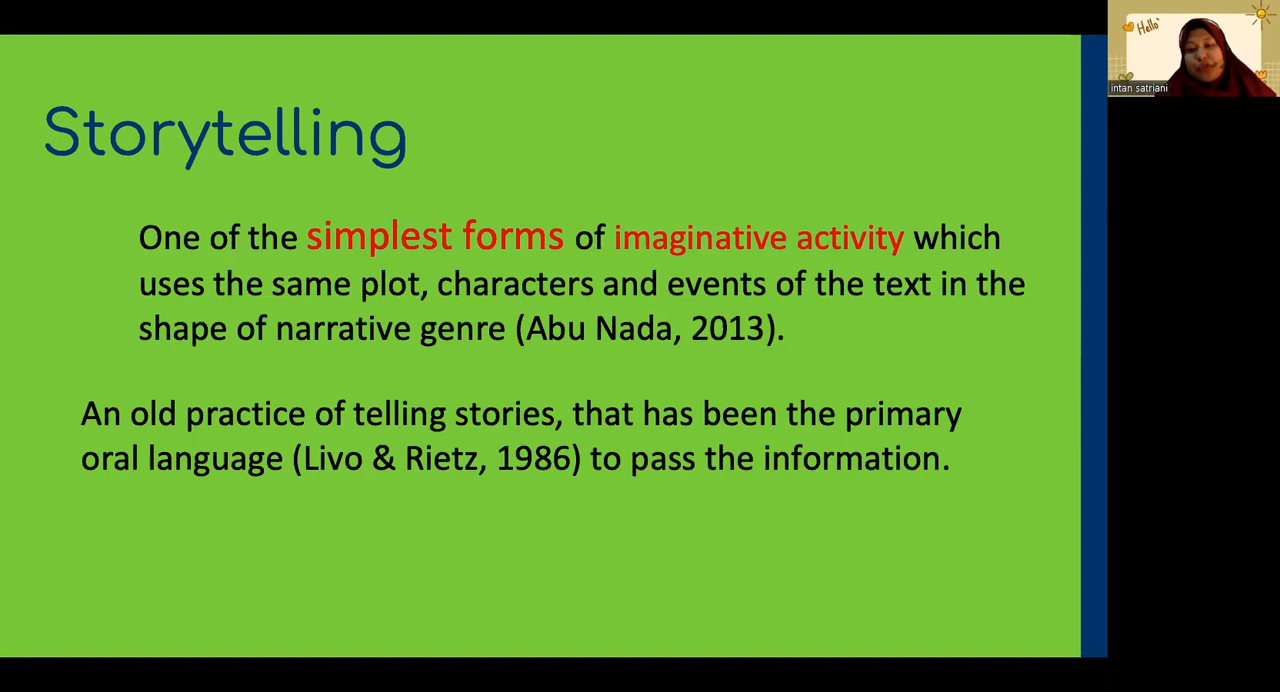 Storytelling
One of the simplest forms of imaginative activity which
uses the same plot, characters and events of the text in the
shape of narrative genre (Abu Nada, 2013).
An old practice of telling stories, that has been the primary
oral language (Livo & Rietz, 1986) to pass the information.
Hello
intan satriani